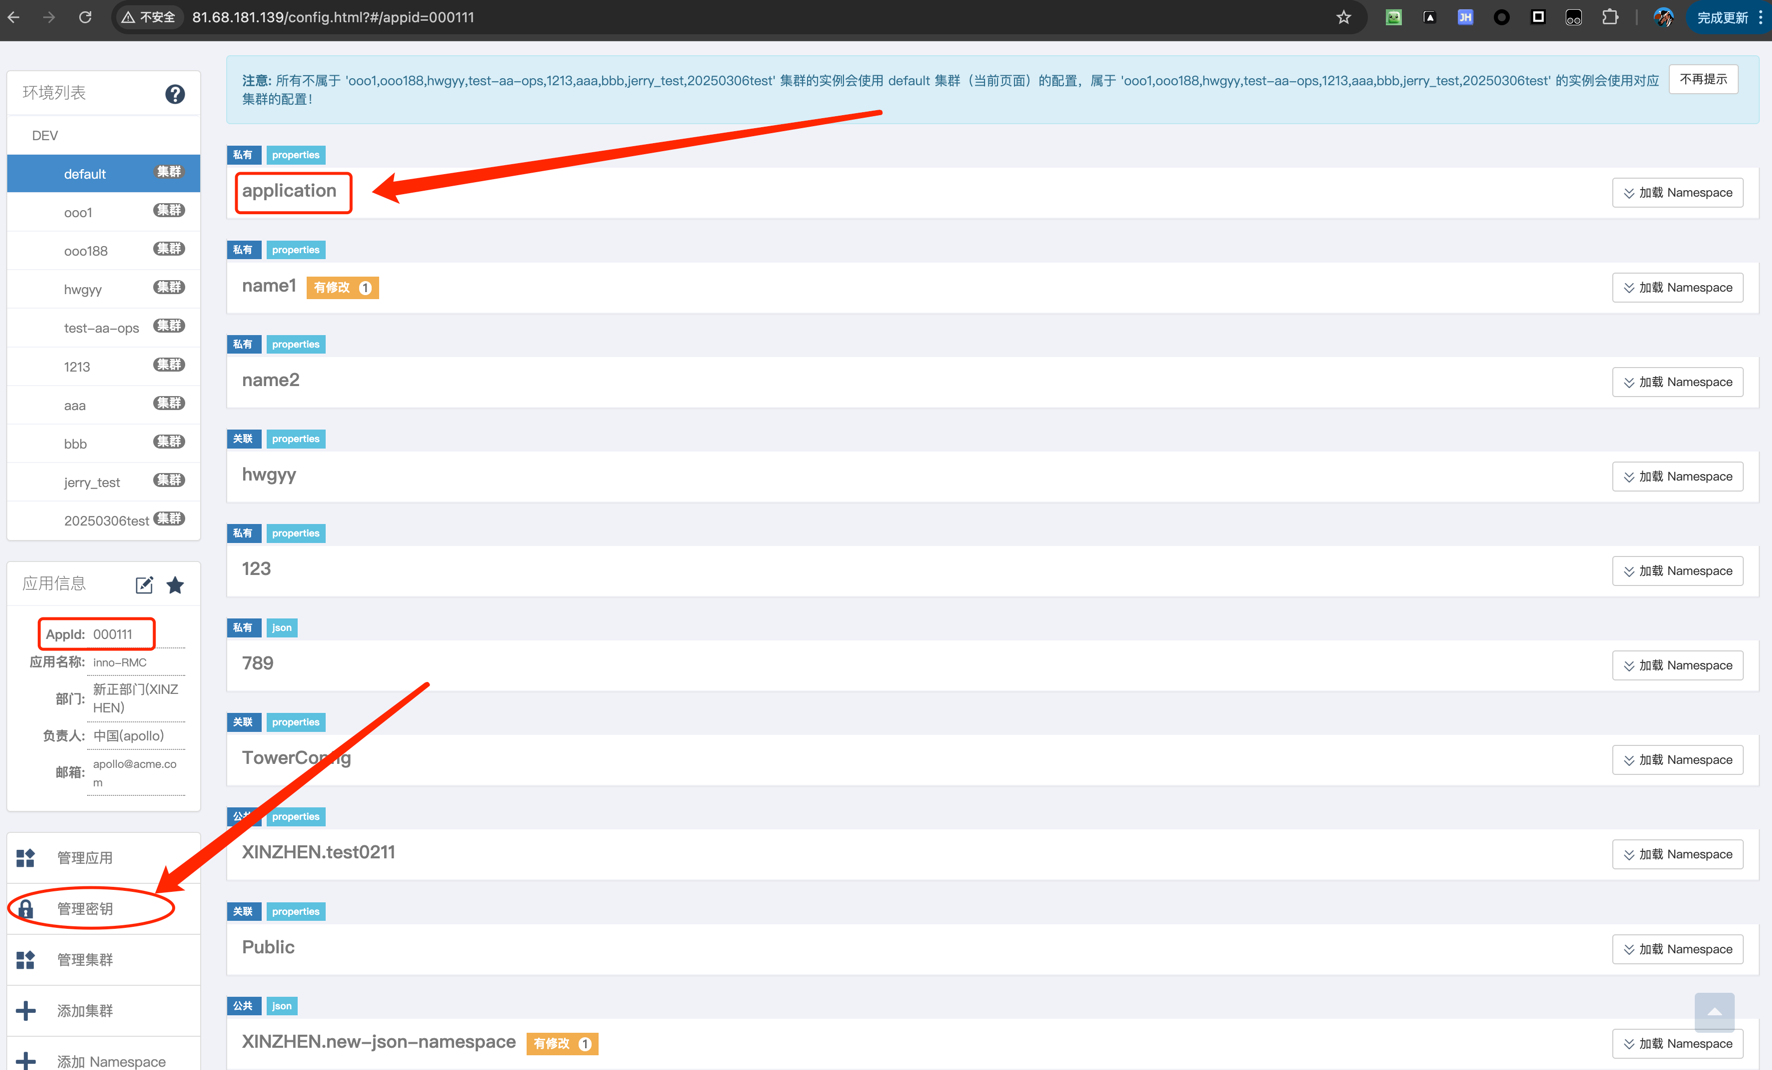 不安全 81.68.181.139/config.html?#/appid=000111
JH
完成更新
环境列表
DEV
default 集群
ooo1 集群
ooo188 集群
hwgyy 集群
test-aa-ops 集群
1213 集群
aaa 集群
bbb 集群
jerry_test 集群
20250306test 集群
应用信息
AppId: 000111
应用名称: inno-RMC
部门: 新正部门(XINZ
HEN)
负责人: 中国(apollo)
邮箱: apollo@acme.co
m
管理应用
管理密钥
管理集群
添加集群
添加 Namespace
注意: 所有不属于 'ooo1,ooo188,hwgyy,test-aa-ops,1213,aaa,bbb,jerry_test,20250306test' 集群的实例会使用 default 集群（当前页面）的配置，属于 'ooo1,ooo188,hwgyy,test-aa-ops,1213,aaa,bbb,jerry_test,20250306test' 的实例会使用对应
集群的配置！
不再提示
私有 properties
application 加载 Namespace
私有 properties
name1 有修改 1 加载 Namespace
私有 properties
name2 加载 Namespace
关联 properties
hwgyy 加载 Namespace
私有 properties
123 加载 Namespace
私有 json
789 加载 Namespace
关联 properties
TowerConfig 加载 Namespace
公共 properties
XINZHEN.test0211 加载 Namespace
关联 properties
Public 加载 Namespace
公共 json
XINZHEN.new-json-namespace 有修改 1 加载 Namespace